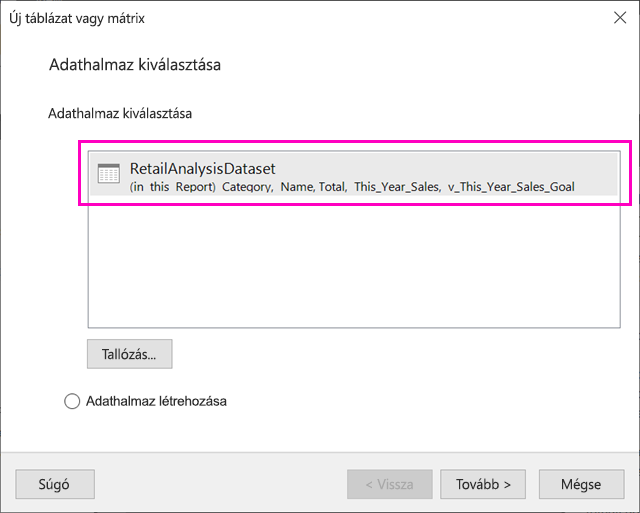 Új táblázat vagy mátrix
Adathalmaz kiválasztása
Adathalmaz kiválasztása
RetailAnalysisDataset
(in this Report) Category, Name, Total, This_Year_Sales, v_This_Year_Sales_Goal
Tallózás...
Adathalmaz létrehozása
Súgó
< Vissza
Tovább >
Mégse